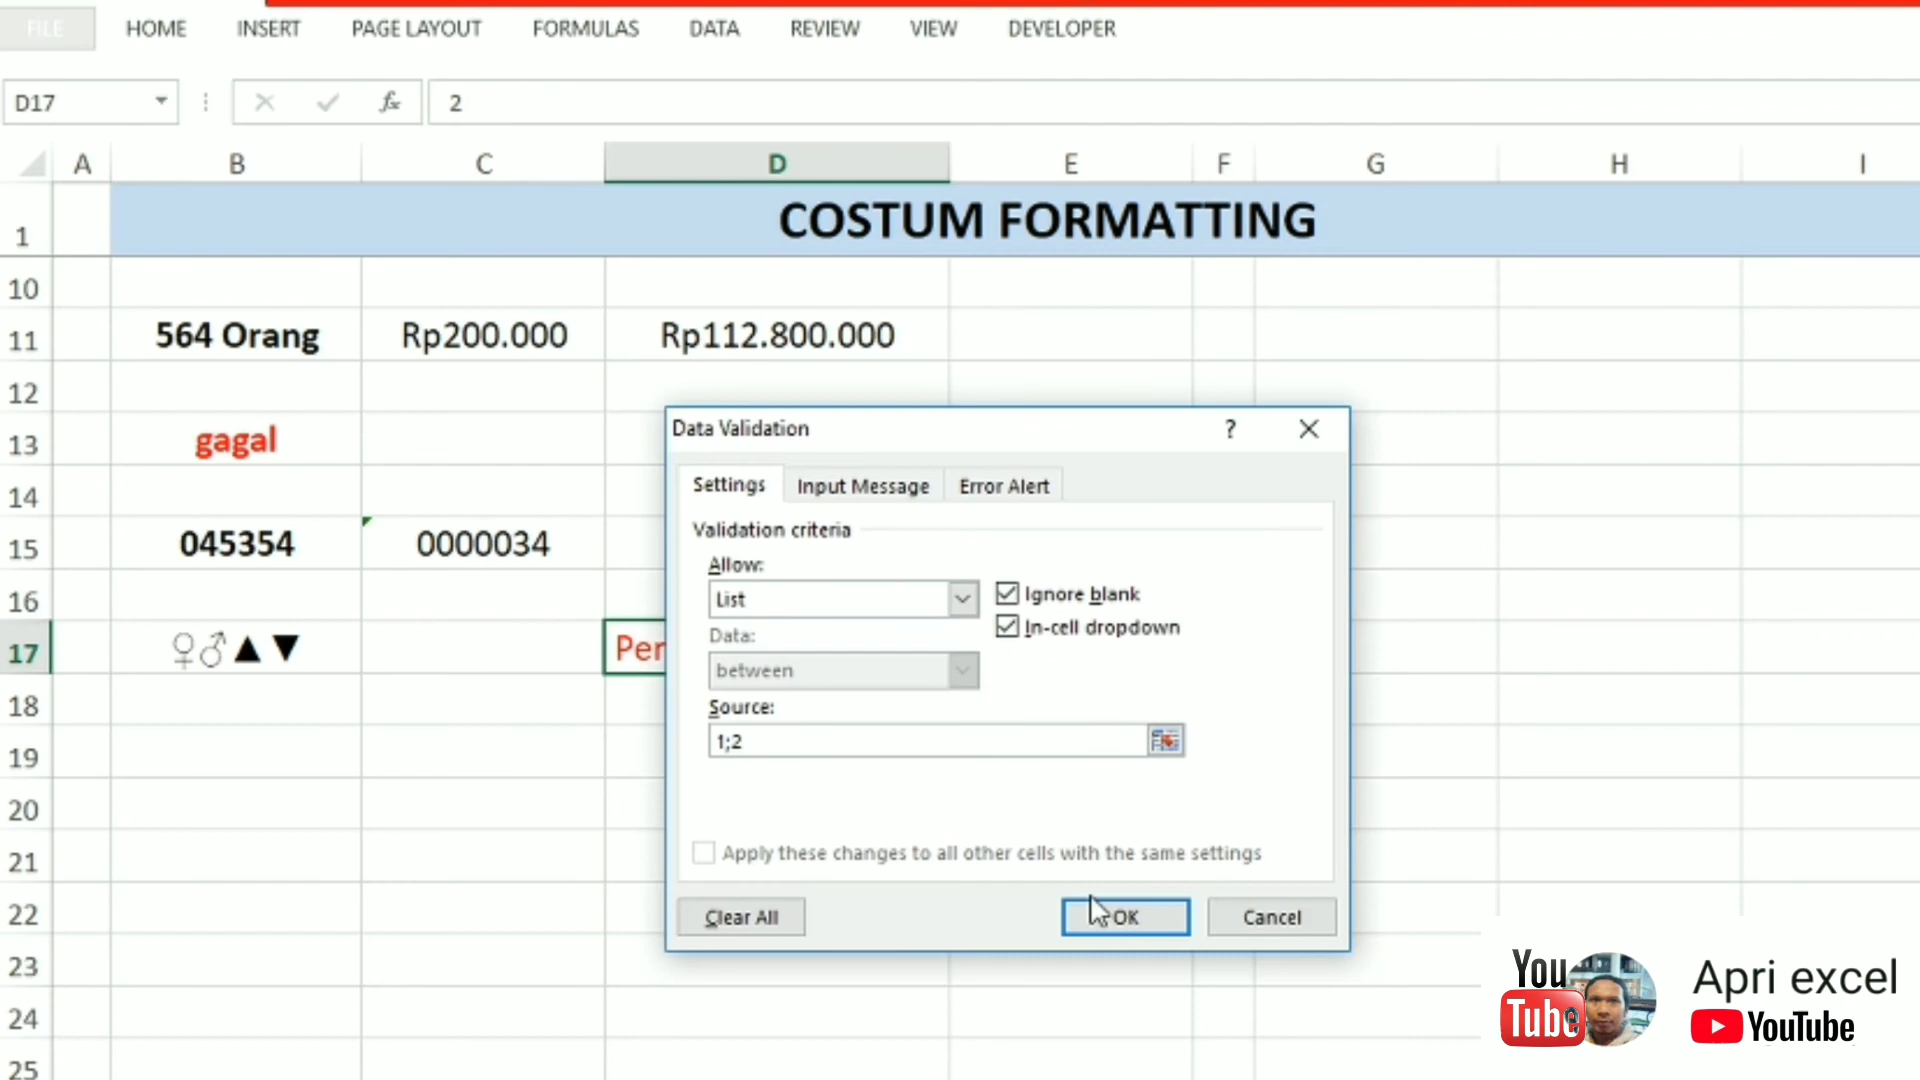 FILE HOME INSERT PAGE LAYOUT FORMULAS DATA REVIEW VIEW DEVELOPER
D17 fx 2
A B C D E F G H I
1 COSTUM FORMATTING
10
11 564 Orang Rp200.000 Rp112.800.000
12
13 gagal
14
15 045354 0000034
16
17 ♀♂▲▼ Per
18
19
20
21
22
23
24
25
Data Validation ?
Settings Input Message Error Alert
Validation criteria
Allow:
List
Ignore blank
In-cell dropdown
Data:
between
Source:
1;2
Apply these changes to all other cells with the same settings
Clear All OK Cancel
You
Tube
Apri excel
YouTube